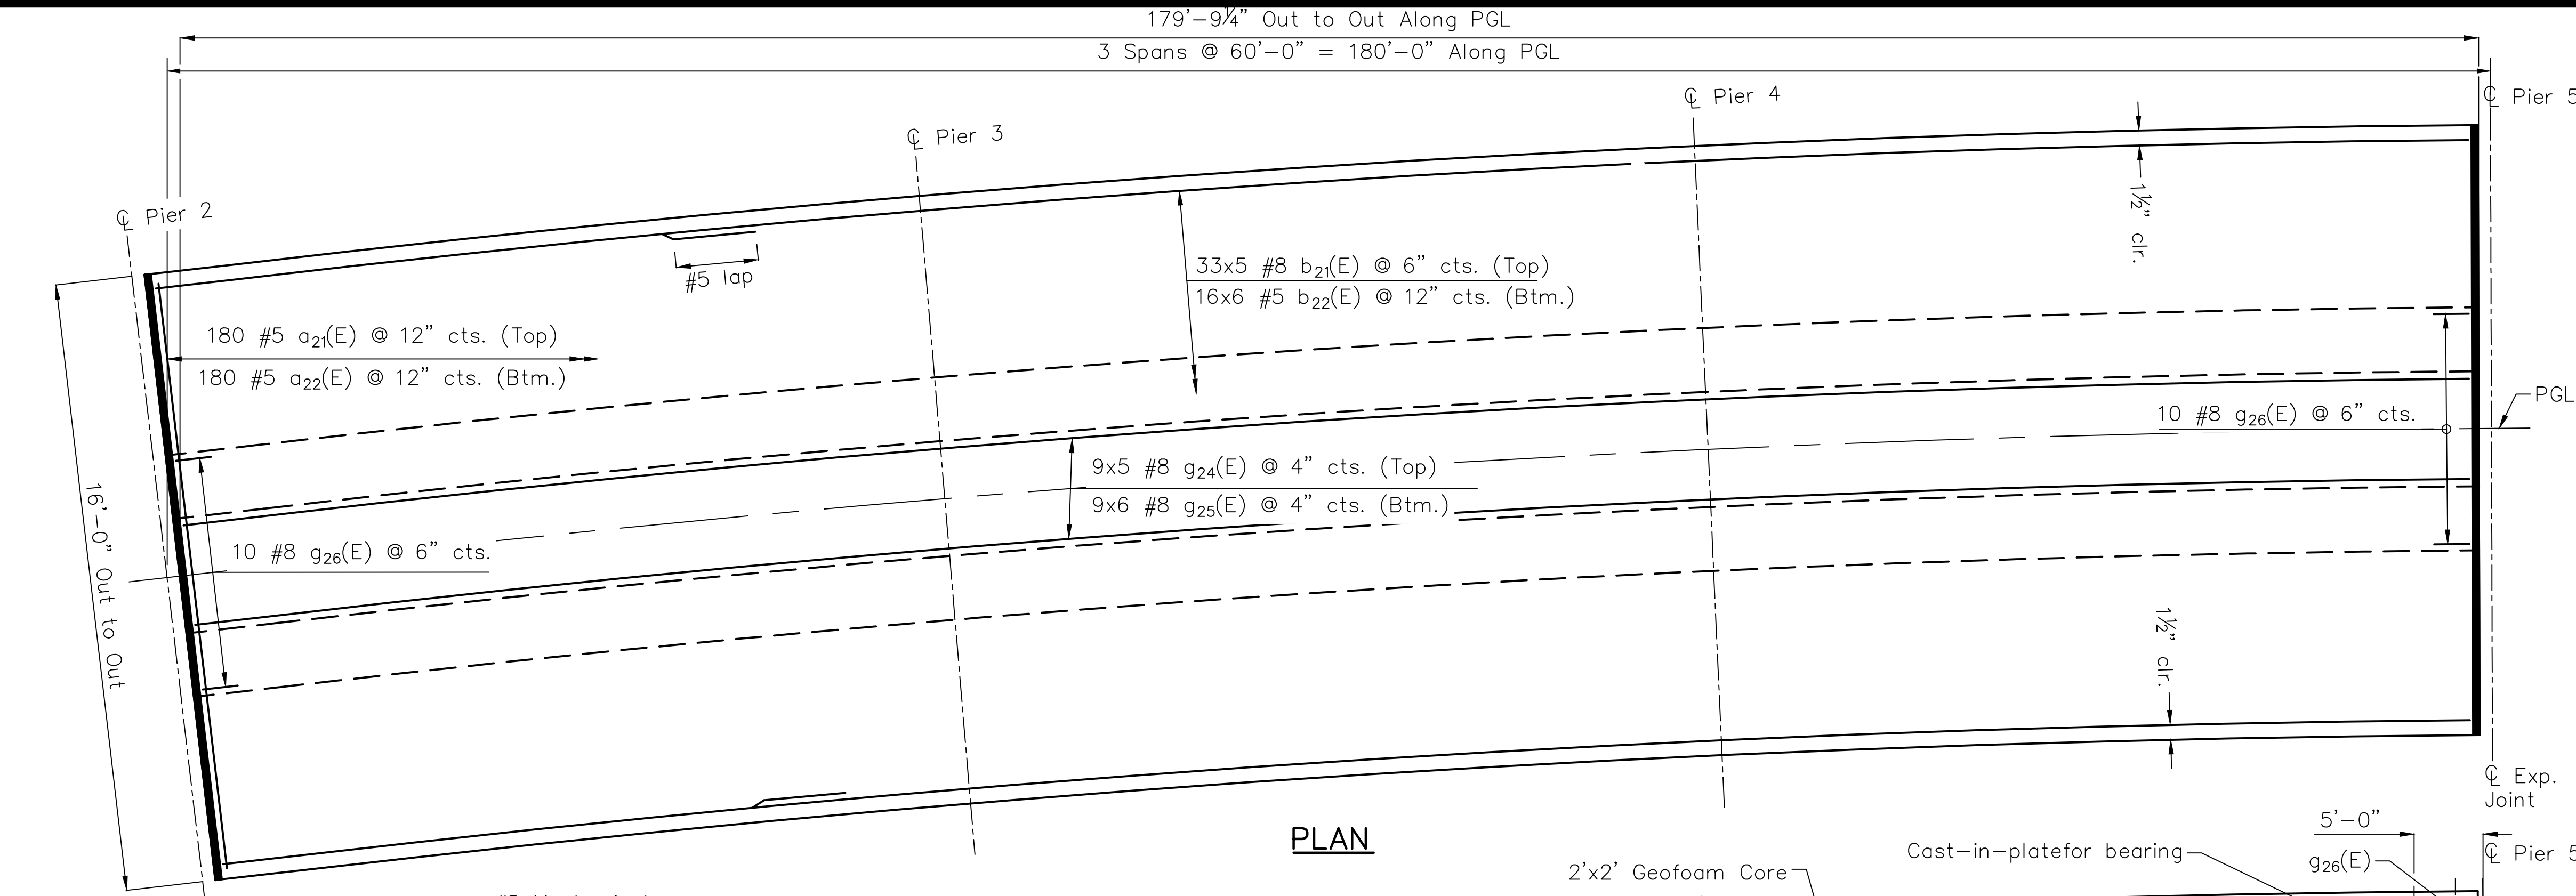 179'-9¼" Out to Out Along PGL
3 Spans @ 60'-0" = 180'-0" Along PGL
℄ Pier 4
℄ Pier 5
℄ Pier 3
℄ Pier 2
1½" clr.
#5 lap
33x5 #8 b21(E) @ 6" cts. (Top)
16x6 #5 b22(E) @ 12" cts. (Btm.)
180 #5 a21(E) @ 12" cts. (Top)
180 #5 a22(E) @ 12" cts. (Btm.)
PGL
10 #8 g26(E) @ 6" cts.
9x5 #8 g24(E) @ 4" cts. (Top)
9x6 #8 g25(E) @ 4" cts. (Btm.)
16'-0" Out to Out
10 #8 g26(E) @ 6" cts.
1½" clr.
℄ Exp.
Joint
PLAN
5'-0"
Cast-in-platefor bearing
℄ Pier 5
g26(E)
2'x2' Geofoam Core